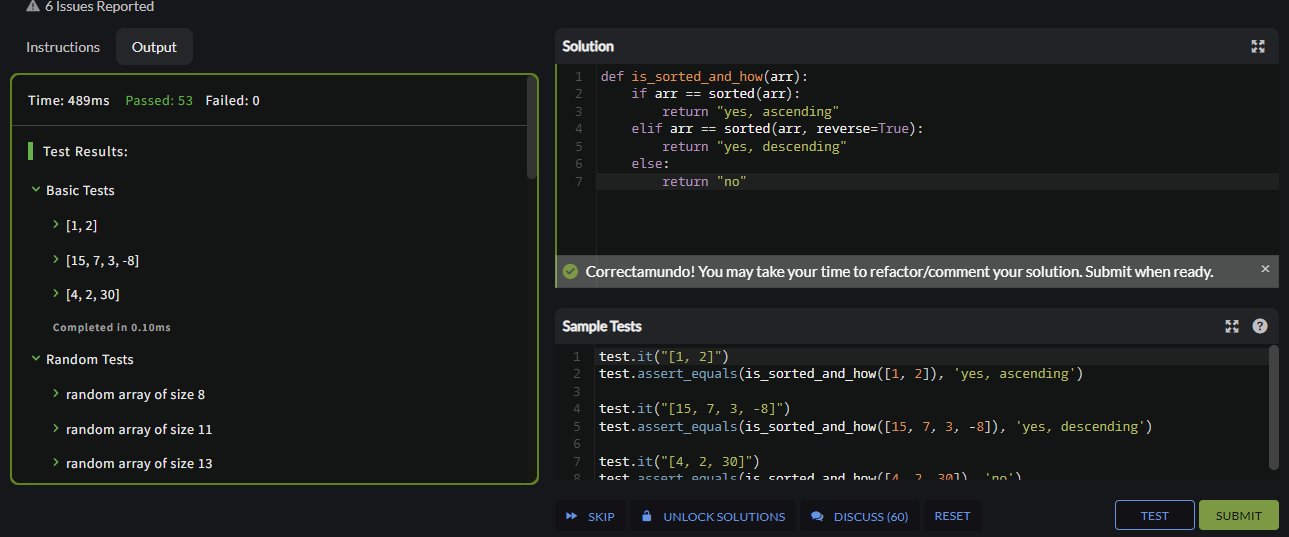 6 Issues Reported
Instructions
Output
Time: 489ms Passed: 53 Failed: 0
Test Results:
Basic Tests
[1, 2]
[15, 7, 3, -8]
[4, 2, 30]
Completed in 0.10ms
Random Tests
random array of size 8
random array of size 11
random array of size 13
Solution
1 def is_sorted_and_how(arr):
2     if arr == sorted(arr):
3         return "yes, ascending"
4     elif arr == sorted(arr, reverse=True):
5         return "yes, descending"
6     else:
7         return "no"
Correctamundo! You may take your time to refactor/comment your solution. Submit when ready.
Sample Tests
1 test.it("[1, 2]")
2 test.assert_equals(is_sorted_and_how([1, 2]), 'yes, ascending')
3
4 test.it("[15, 7, 3, -8]")
5 test.assert_equals(is_sorted_and_how([15, 7, 3, -8]), 'yes, descending')
6
7 test.it("[4, 2, 30]")
8 test.assert_equals(is_sorted_and_how([4, 2, 30]), 'no')
SKIP
UNLOCK SOLUTIONS
DISCUSS (60)
RESET
TEST
SUBMIT